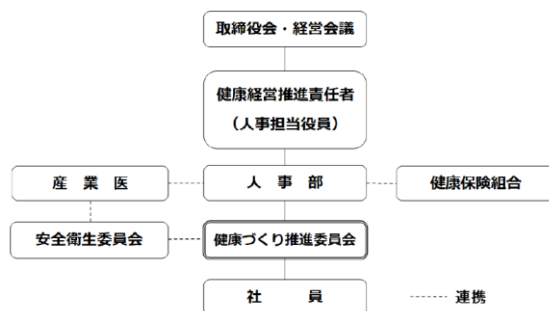 取締役会・経営会議
健康経営推進責任者
（人事担当役員）
産　業　医
人　事　部
健康保険組合
安全衛生委員会
健康づくり推進委員会
社　　員
連携